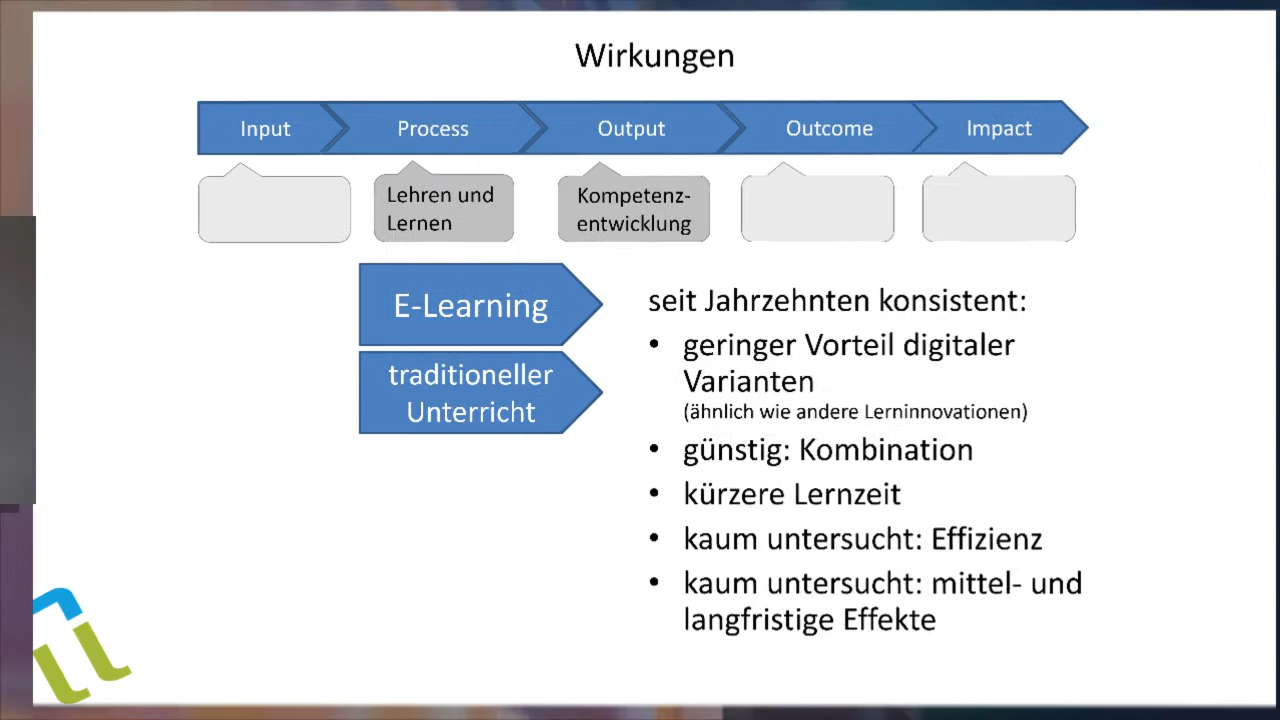 Wirkungen
Input
Process
Output
Outcome
Impact
Lehren und
Lernen
Kompetenz-
entwicklung
E-Learning
traditioneller
Unterricht
seit Jahrzehnten konsistent:
• geringer Vorteil digitaler
Varianten
(ähnlich wie andere Lerninnovationen)
• günstig: Kombination
• kürzere Lernzeit
• kaum untersucht: Effizienz
• kaum untersucht: mittel- und
langfristige Effekte